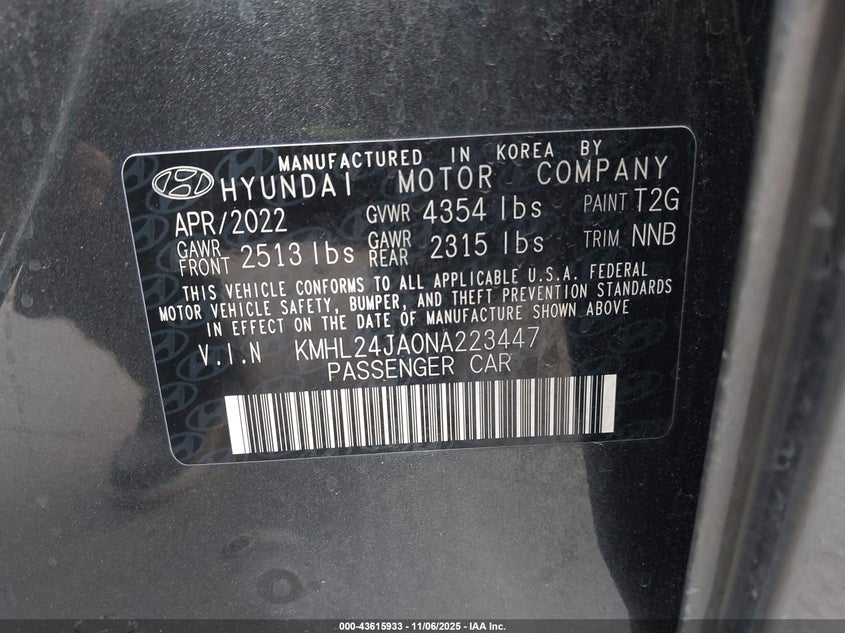 MANUFACTURED IN KOREA BY
HYUNDAI MOTOR COMPANY
APR/2022 GVWR 4354 lbs PAINT T2G
GAWR FRONT 2513 lbs GAWR REAR 2315 lbs TRIM NNB
THIS VEHICLE CONFORMS TO ALL APPLICABLE U.S.A. FEDERAL
MOTOR VEHICLE SAFETY, BUMPER, AND THEFT PREVENTION STANDARDS
IN EFFECT ON THE DATE OF MANUFACTURE SHOWN ABOVE
V.I.N KMHL24JA0NA223447
PASSENGER CAR
000-43615933 - 11/06/2025 - IAA Inc.